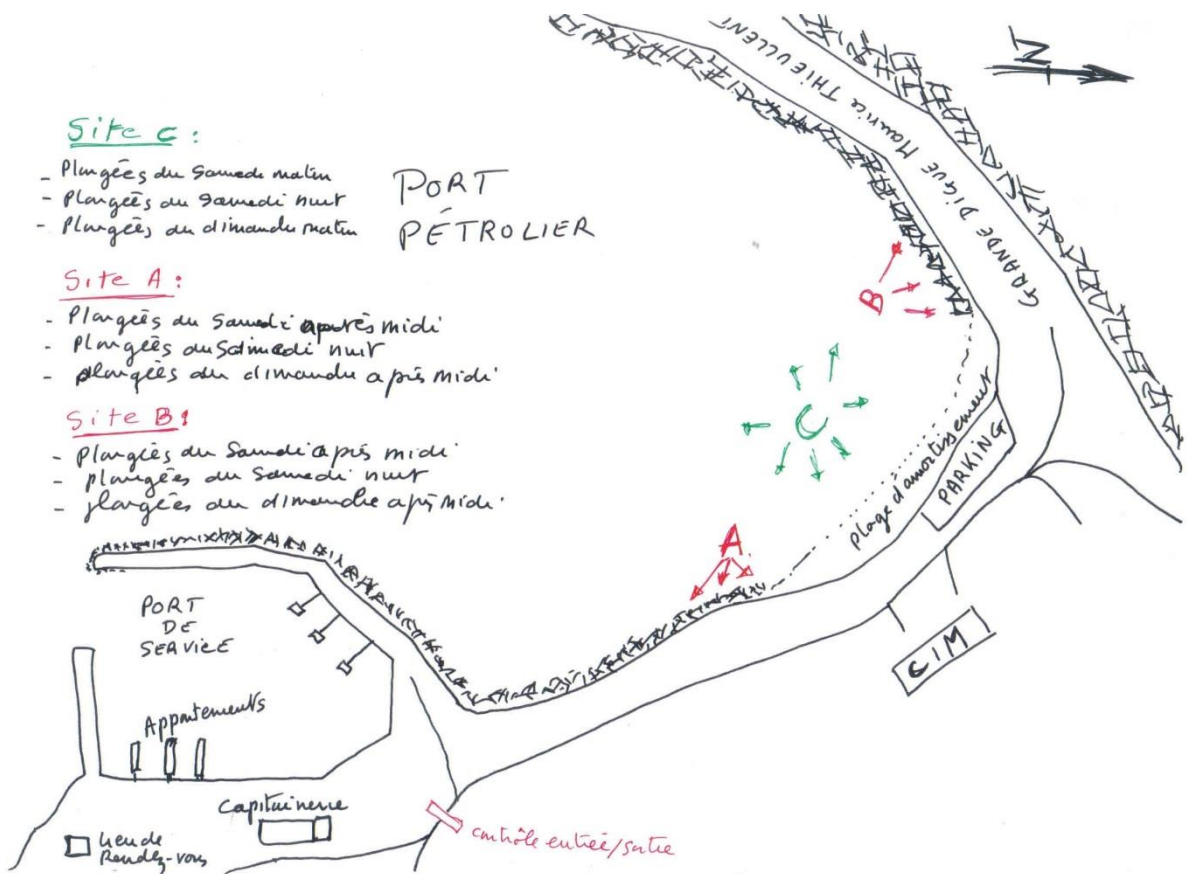 Site C :
- Plongées du Samedi matin
- Plongées du Samedi nuit
- Plongées du dimanche matin
PORT
PÉTROLIER
Site A :
- Plongées du Samedi après midi
- Plongées du Samedi nuit
- plongées du dimanche après midi
Site B :
- Plongées du Samedi après midi
- plongées du Samedi nuit
- plongées du dimanche après midi
N
GRANDE DIGUE Maurice THIEULLENT
B
C
A
plage d'amortissement
PARKING
CIM
PORT
DE
SERVICE
Appontements
Capitainerie
lieu de
Rendez-vous
contrôle entrée/sortie